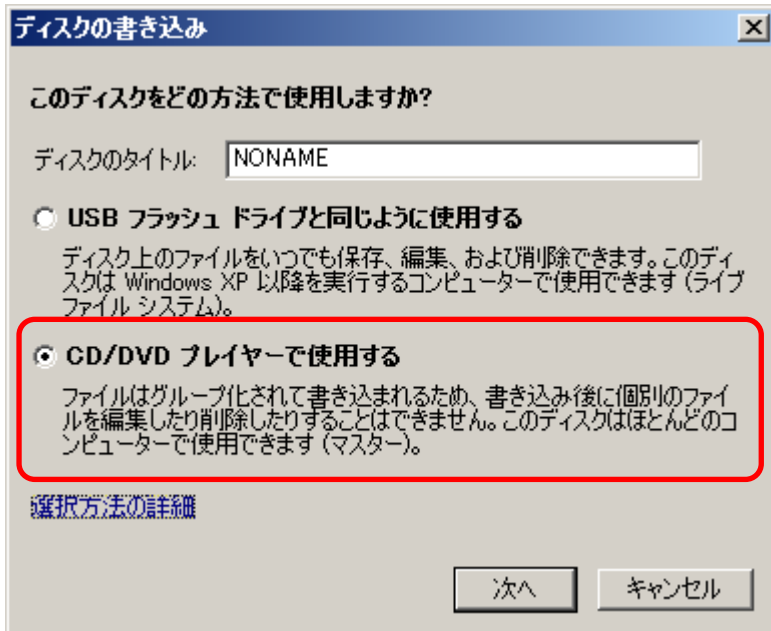 ディスクの書き込み
このディスクをどの方法で使用しますか?
ディスクのタイトル: NONAME
USB フラッシュ ドライブと同じように使用する
ディスク上のファイルをいつでも保存、編集、および削除できます。このディ
スクは Windows XP 以降を実行するコンピューターで使用できます (ライブ
ファイル システム)。
CD/DVD プレイヤーで使用する
ファイルはグループ化されて書き込まれるため、書き込み後に個別のファイ
ルを編集したり削除したりすることはできません。このディスクはほとんどのコ
ンピューターで使用できます (マスター)。
選択方法の詳細
次へ キャンセル